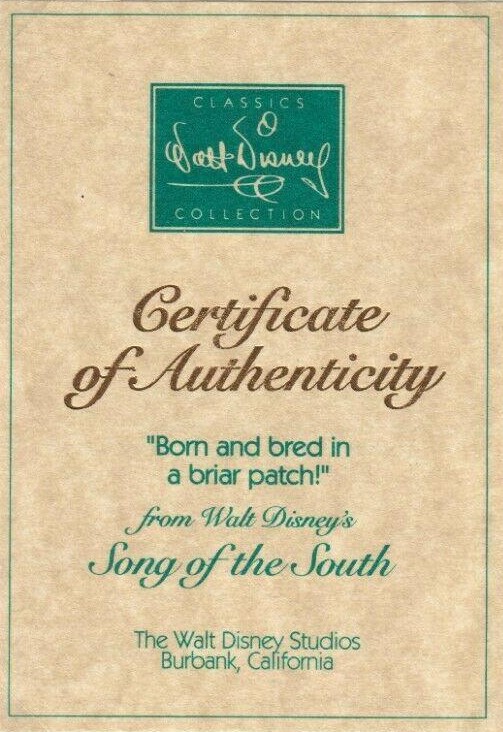 CLASSICS
Walt Disney
COLLECTION
Certificate
of Authenticity
"Born and bred in
a briar patch!"
from Walt Disney's
Song of the South
The Walt Disney Studios
Burbank, California